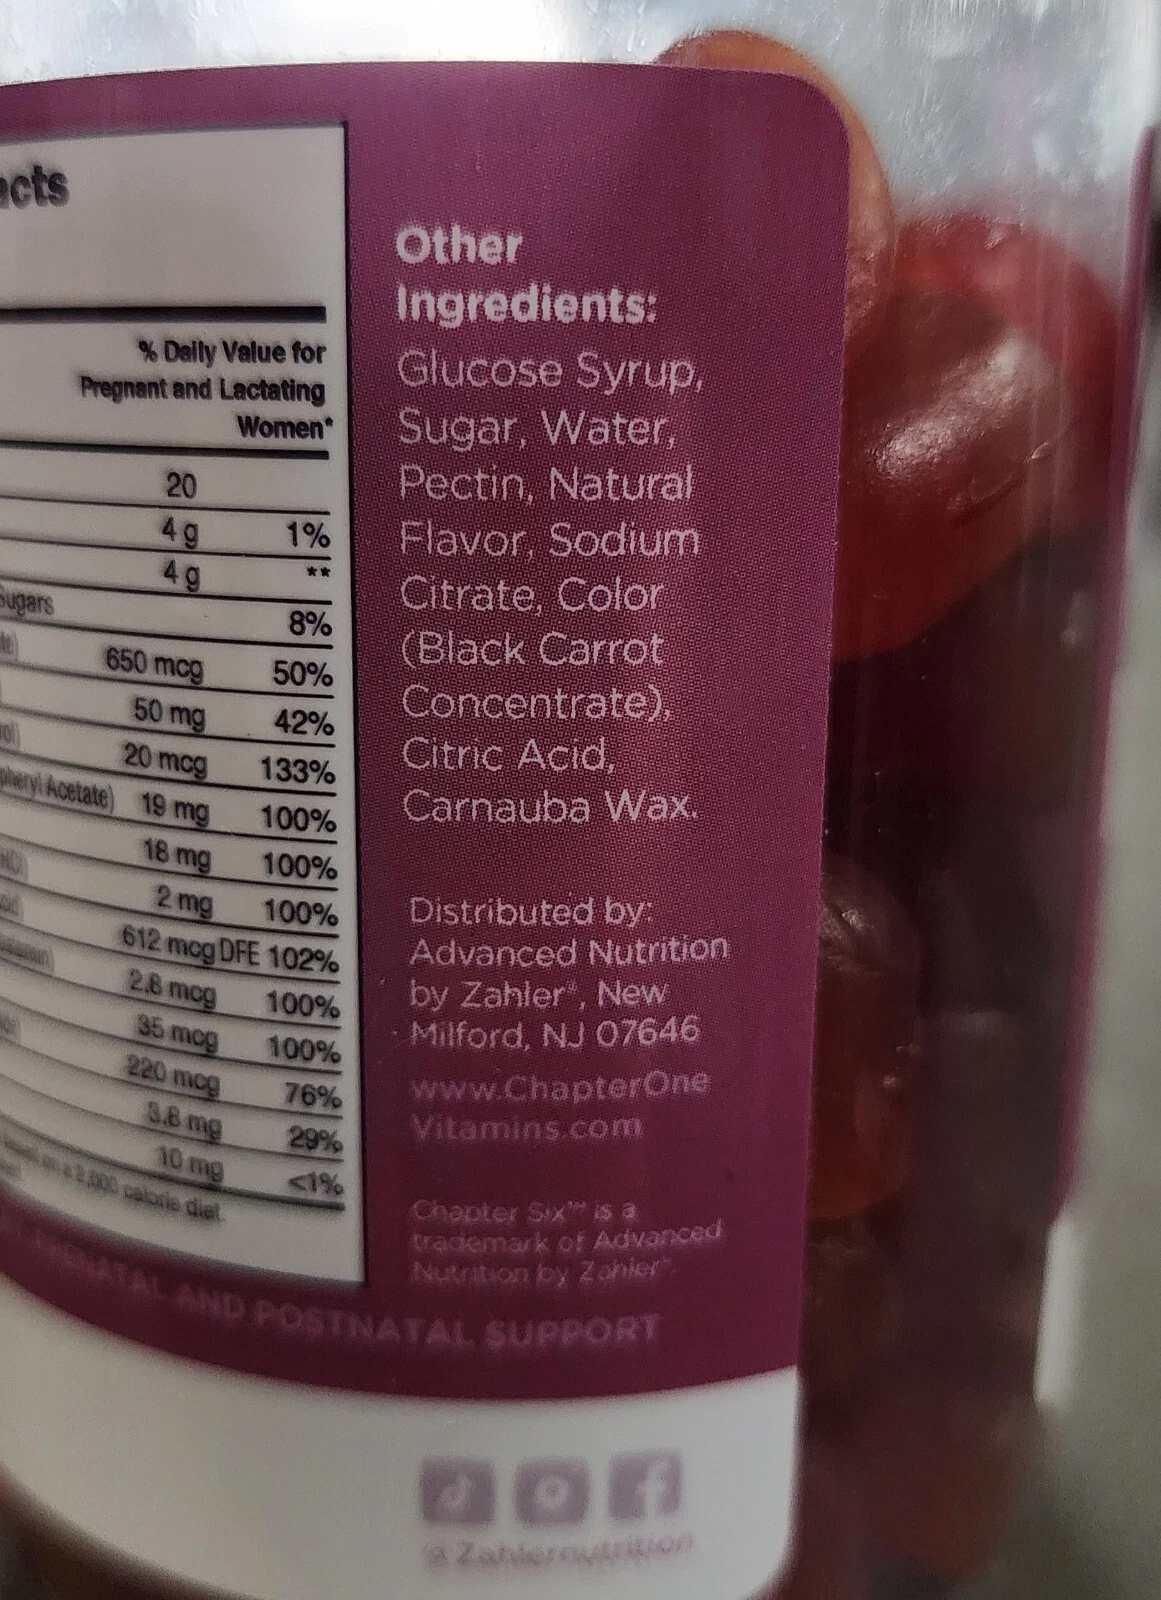 acts
% Daily Value for
Pregnant and Lactating
Women*
20
4 g 1%
4 g **
Sugars 8%
650 mcg 50%
50 mg 42%
20 mcg 133%
pheryl Acetate) 19 mg 100%
18 mg 100%
2 mg 100%
612 mcg DFE 102%
2.8 mcg 100%
35 mcg 100%
220 mcg 76%
3.8 mg 29%
10 mg <1%
2,000 calorie diet.
Other
Ingredients:
Glucose Syrup,
Sugar, Water,
Pectin, Natural
Flavor, Sodium
Citrate, Color
(Black Carrot
Concentrate),
Citric Acid,
Carnauba Wax.
Distributed by:
Advanced Nutrition
by Zahler®, New
Milford, NJ 07646
www.ChapterOne
Vitamins.com
Chapter Six™ is a
trademark of Advanced
Nutrition by Zahler®.
PRENATAL AND POSTNATAL SUPPORT
@Zahlernutrition